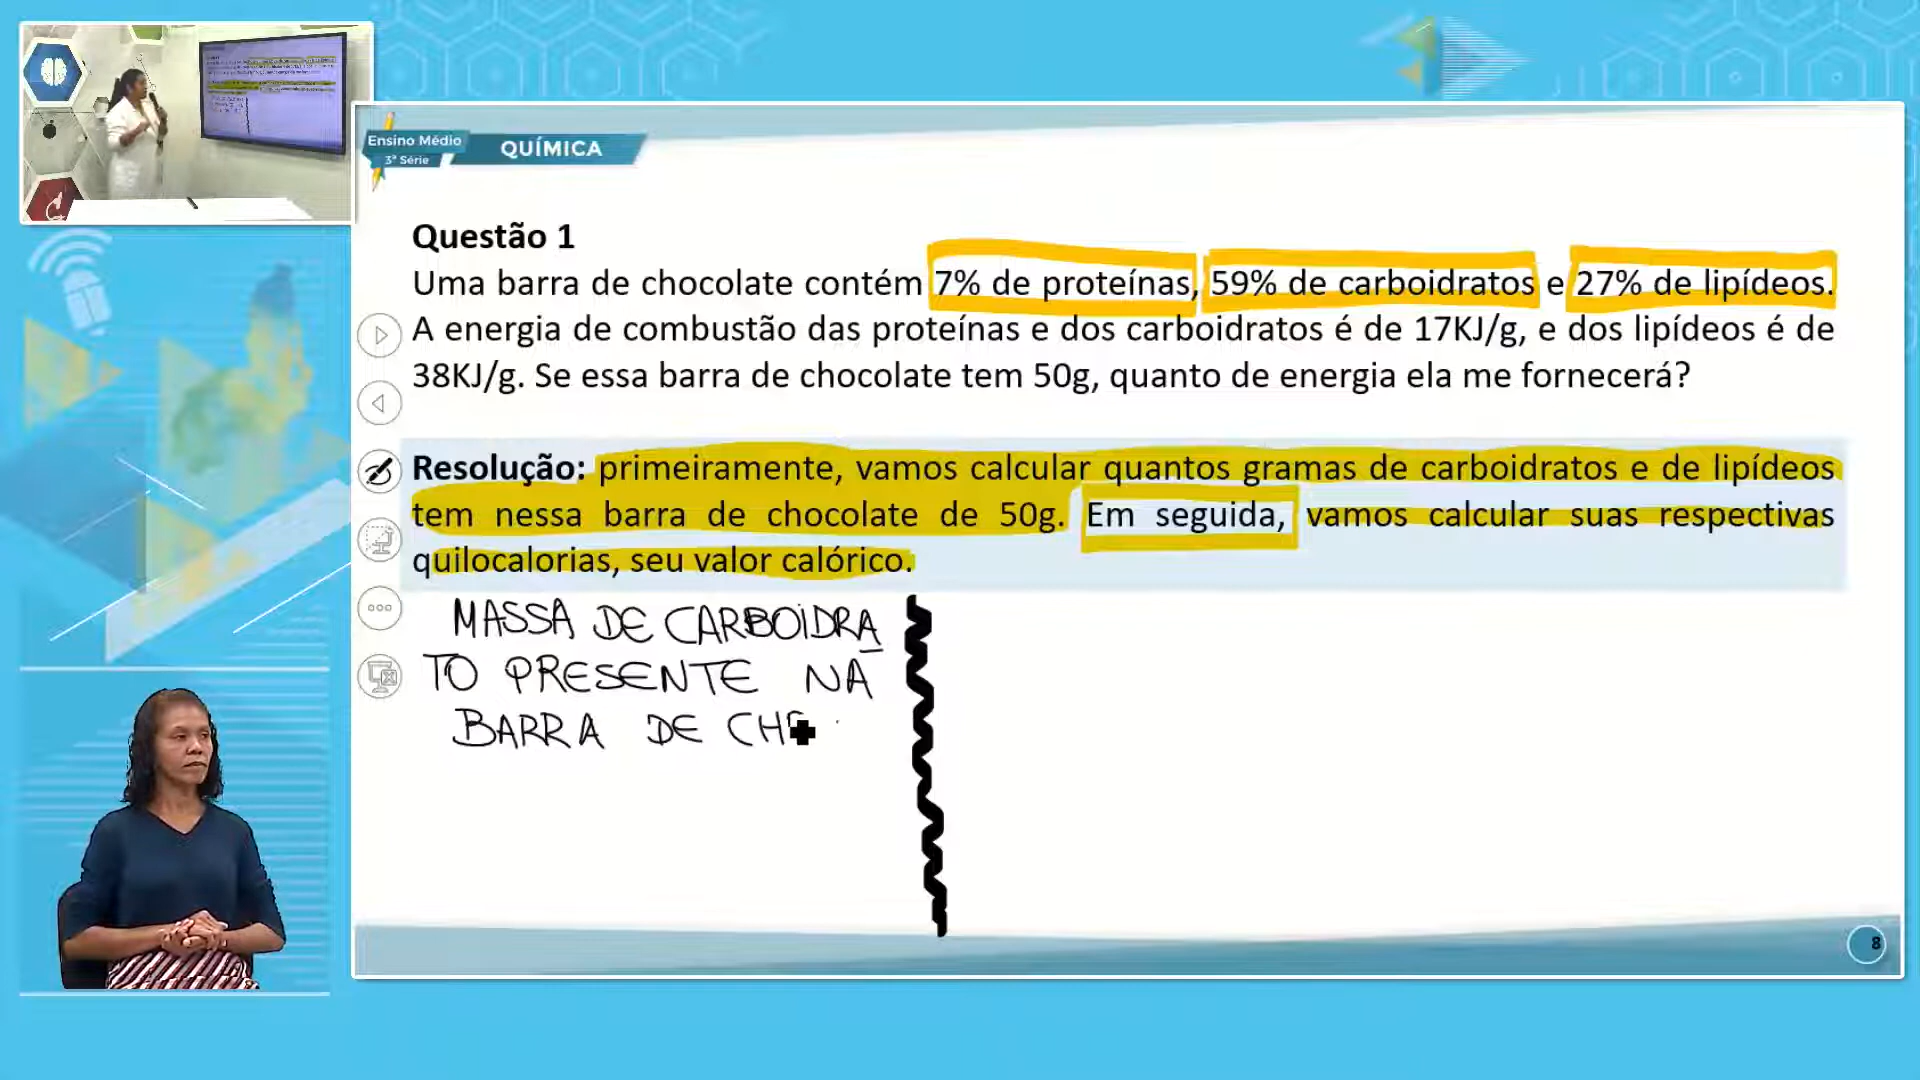 Ensino Médio
3ª Série
QUÍMICA
Questão 1
Uma barra de chocolate contém 7% de proteínas, 59% de carboidratos e 27% de lipídeos.
A energia de combustão das proteínas e dos carboidratos é de 17KJ/g, e dos lipídeos é de
38KJ/g. Se essa barra de chocolate tem 50g, quanto de energia ela me fornecerá?
Resolução: primeiramente, vamos calcular quantos gramas de carboidratos e de lipídeos
tem nessa barra de chocolate de 50g. Em seguida, vamos calcular suas respectivas
quilocalorias, seu valor calórico.
MASSA DE CARBOIDRA
TO PRESENTE NA
BARRA DE CH
8